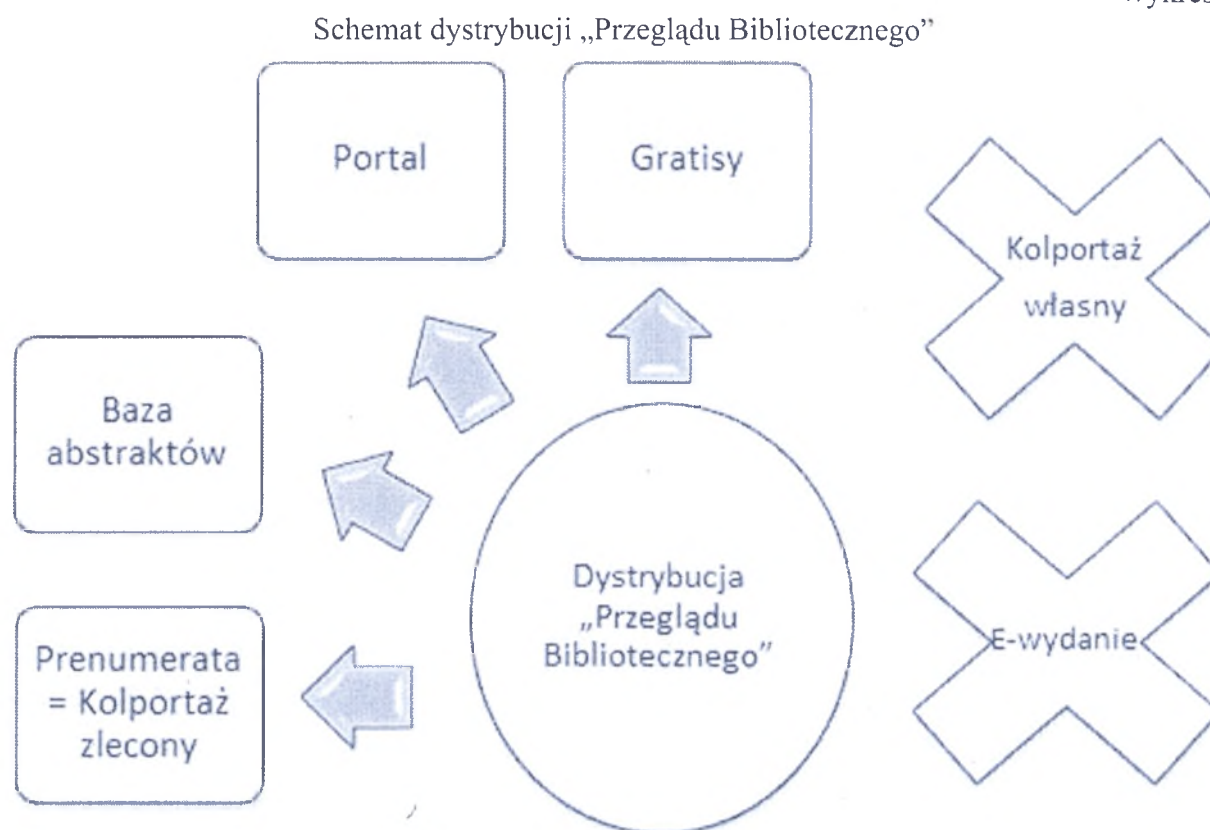 Schemat dystrybucji „Przeglądu Bibliotecznego”
Portal
Gratisy
Kolportaż
własny
Baza
abstraktów
Dystrybucja
„Przeglądu
Bibliotecznego”
E-wydanie
Prenumerata
= Kolportaż
zlecony